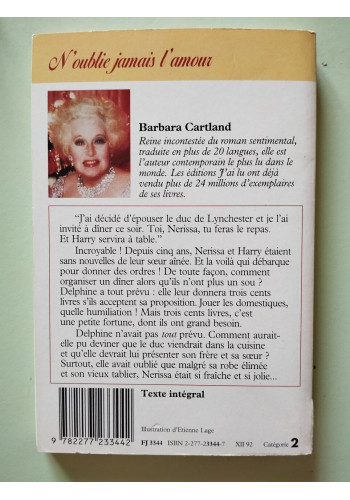 N'oublie jamais l'amour
Barbara Cartland
Reine incontestée du roman sentimental,
traduite en plus de 20 langues, elle est
l'auteur contemporain le plus lu dans le
monde. Les éditions J'ai lu ont déjà
vendu plus de 24 millions d'exemplaires
de ses livres.
“J'ai décidé d'épouser le duc de Lynchester et je l'ai
invité à dîner ce soir. Toi, Nerissa, tu feras le repas.
Et Harry servira à table.”
Incroyable ! Depuis cinq ans, Nerissa et Harry étaient
sans nouvelles de leur sœur aînée. Et la voilà qui débarque
pour donner des ordres ! De toute façon, comment
organiser un dîner alors qu'ils n'ont plus un sou ?
Delphine a tout prévu : elle leur donnera trois cents
livres s'ils acceptent sa proposition. Jouer les domestiques,
quelle humiliation ! Mais trois cents livres, c'est
une petite fortune, dont ils ont grand besoin.
Delphine n'avait pas tout prévu. Comment aurait-
elle pu deviner que le duc viendrait dans la cuisine
et qu'elle devrait lui présenter son frère et sa sœur ?
Surtout, elle avait oublié que malgré sa robe élimée
et son vieux tablier, Nerissa était si fraîche et si jolie...
Texte intégral
Illustration d'Etienne Lage
9 782277 233442
FJ 3344 ISBN 2-277-23344-7 XII 92 Catégorie 2